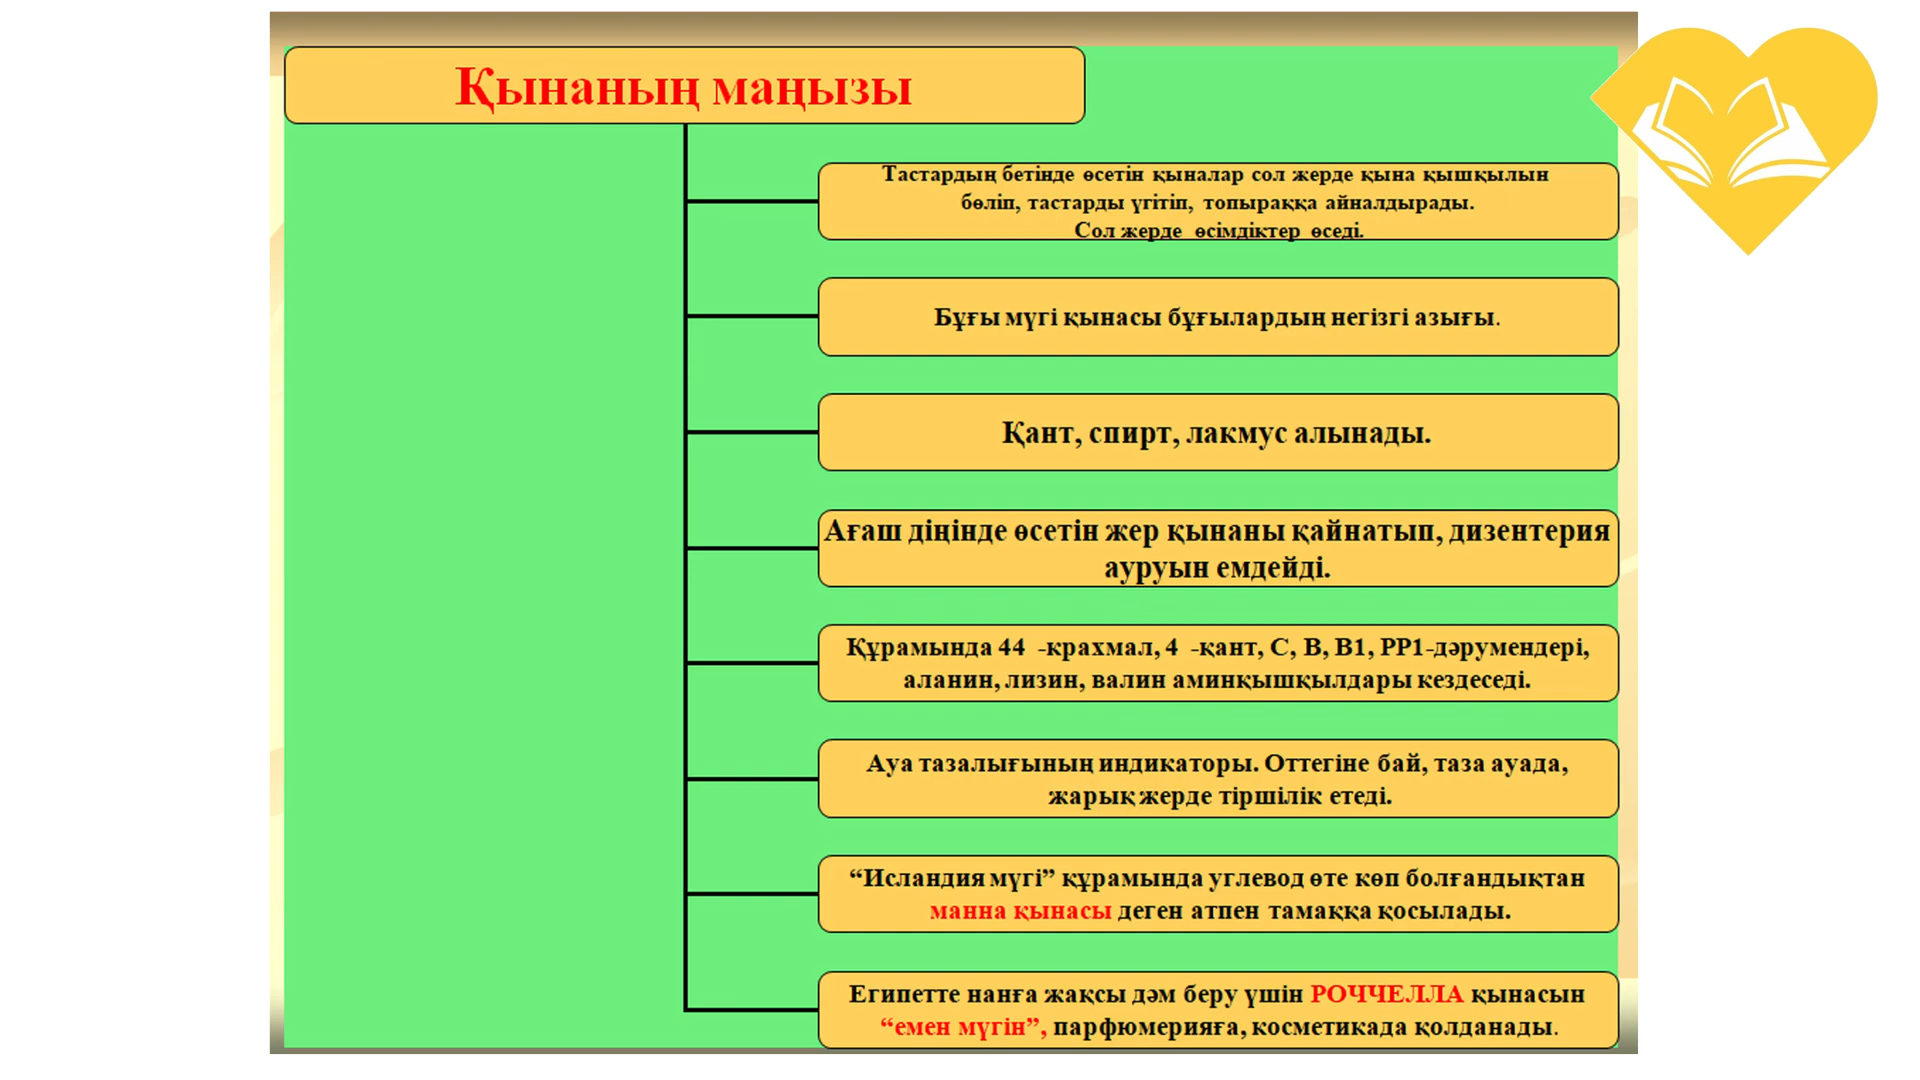 Қынаның маңызы
Тастардың бетінде өсетін қыналар сол жерде қына қышқылын
бөліп, тастарды үгітіп, топыраққа айналдырады.
Сол жерде өсімдіктер өседі.
Бұғы мүгі қынасы бұғылардың негізгі азығы.
Қант, спирт, лакмус алынады.
Ағаш діңінде өсетін жер қынаны қайнатып, дизентерия
ауруын емдейді.
Құрамында 44 -крахмал, 4 -қант, С, В, В1, РР1-дәрумендері,
аланин, лизин, валин аминқышқылдары кездеседі.
Ауа тазалығының индикаторы. Оттегіне бай, таза ауада,
жарық жерде тіршілік етеді.
“Исландия мүгі” құрамында углевод өте көп болғандықтан
манна қынасы деген атпен тамаққа қосылады.
Египетте нанға жақсы дәм беру үшін РОЧЧЕЛЛА қынасын
“емен мүгін”, парфюмерияға, косметикада қолданады.